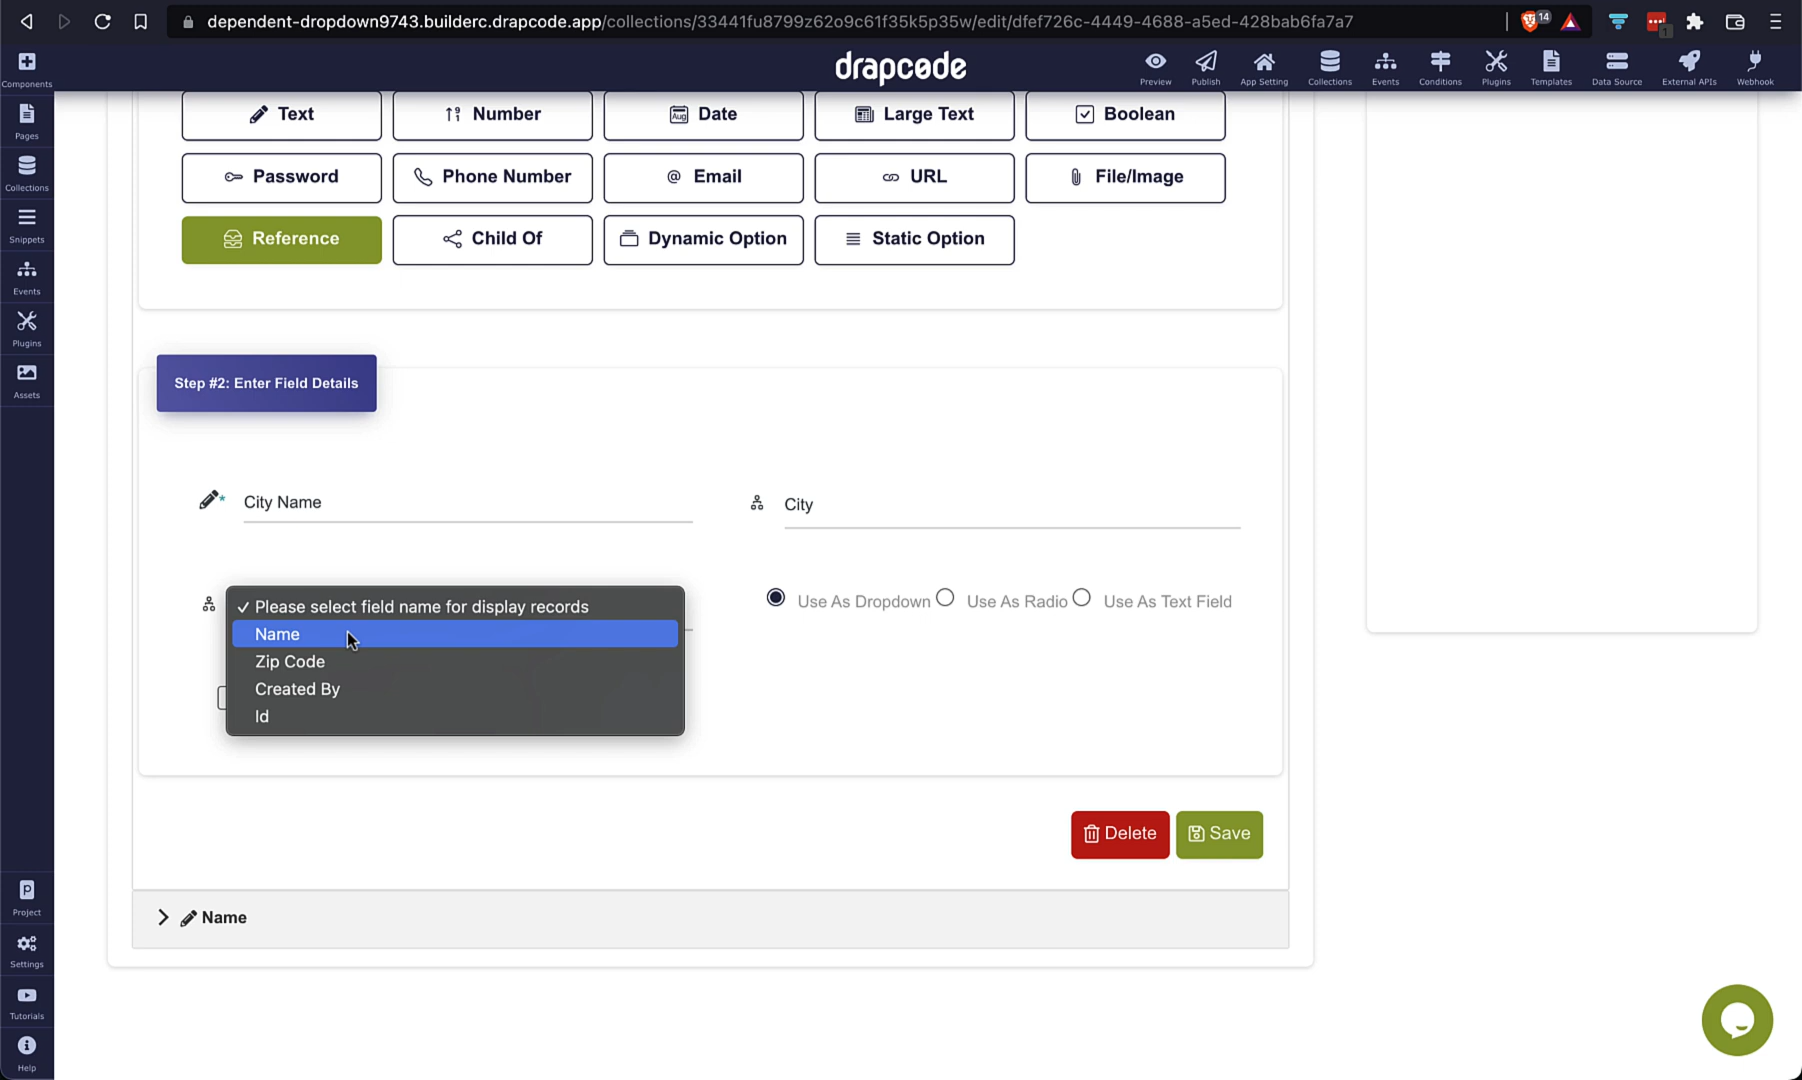 dependent-dropdown9743.builderc.drapcode.app/collections/33441fu8799z62o9c61f35k5p35w/edit/dfef726c-4449-4688-a5ed-428bab6fa7a7
14
1
Components
drapcode
Preview
Publish
App Setting
Collections
Events
Conditions
Plugins
Templates
Data Source
External APIs
Webhook
Pages
Collections
Snippets
Events
Plugins
Assets
Text
Number
Date
Large Text
Boolean
Password
Phone Number
Email
URL
File/Image
Reference
Child Of
Dynamic Option
Static Option
Step #2: Enter Field Details
* City Name
City
✓ Please select field name for display records
Name
Zip Code
Created By
Id
Use As Dropdown
Use As Radio
Use As Text Field
Delete
Save
Name
Project
Settings
Tutorials
Help